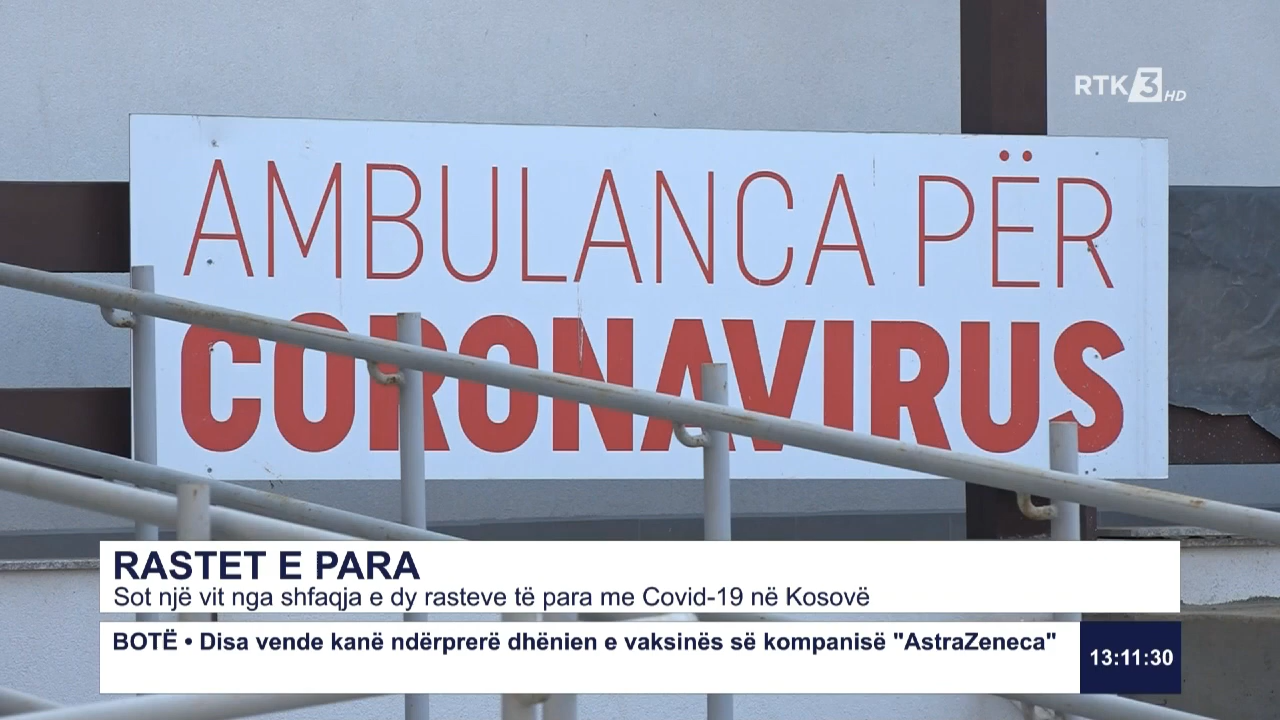 RTK 3 HD
AMBULANCA PËR
CORONAVIRUS
RASTET E PARA
Sot një vit nga shfaqja e dy rasteve të para me Covid-19 në Kosovë
BOTË • Disa vende kanë ndërprerë dhënien e vaksinës së kompanisë "AstraZeneca"
13:11:30